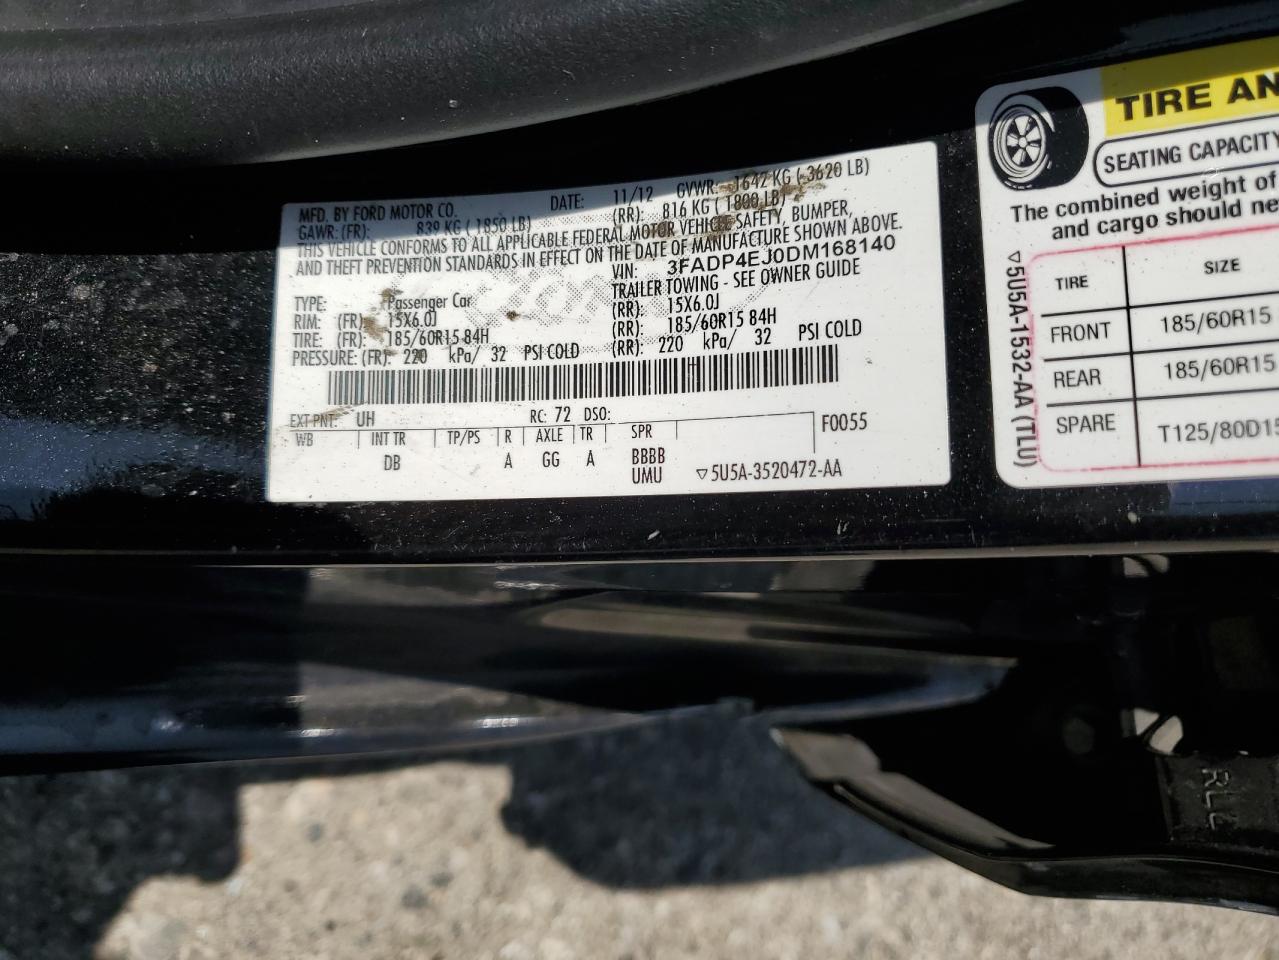 MFD. BY FORD MOTOR CO.
DATE: 11/12
GVWR: 1642 KG ( 3620 LB)
GAWR: (FR): 839 KG ( 1850 LB)
(RR): 816 KG ( 1800 LB)
THIS VEHICLE CONFORMS TO ALL APPLICABLE FEDERAL MOTOR VEHICLE SAFETY, BUMPER,
AND THEFT PREVENTION STANDARDS IN EFFECT ON THE DATE OF MANUFACTURE SHOWN ABOVE.
VIN: 3FADP4EJ0DM168140
TRAILER TOWING - SEE OWNER GUIDE
TYPE: Passenger Car
RIM: (FR): 15X6.0J (RR): 15X6.0J
TIRE: (FR): 185/60R15 84H (RR): 185/60R15 84H
PRESSURE: (FR): 220 kPa/ 32 PSI COLD (RR): 220 kPa/ 32 PSI COLD
EXT PNT: UH RC: 72 DSO:
WB INT TR TP/PS R AXLE TR SPR F0055
DB A GG A BBBB
UMU ▽5U5A-3520472-AA
TIRE AN
SEATING CAPACITY
The combined weight of
and cargo should ne
TIRE SIZE
FRONT 185/60R15
REAR 185/60R15
SPARE T125/80D15
▽5U5A-1532-AA (TLU)
RLL